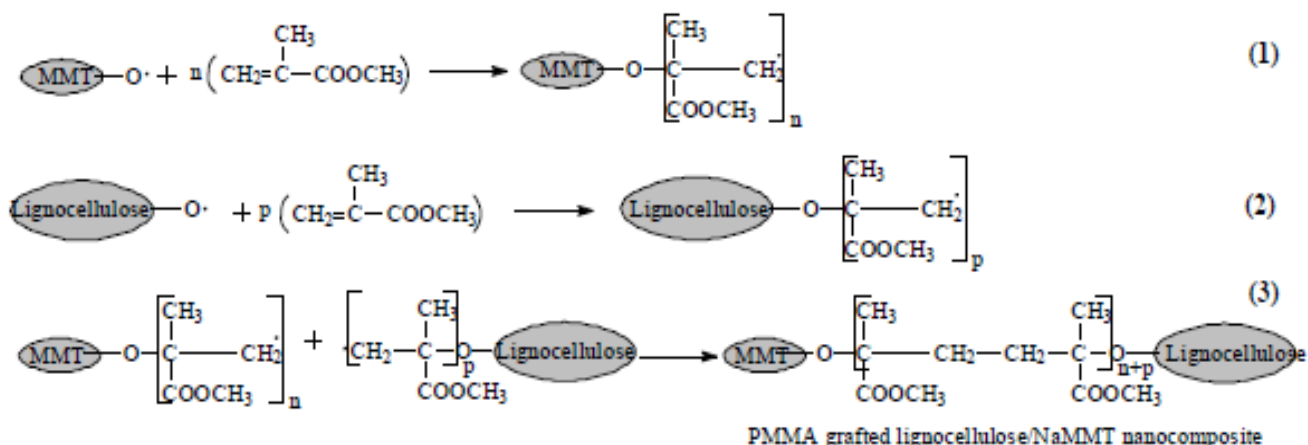 CH3
MMT—O· + n (CH2=C—COOCH3) → MMT—O—[C—CH2·]n (1)
CH3
COOCH3
CH3
Lignocellulose—O· + p (CH2=C—COOCH3) → Lignocellulose—O—[C—CH2·]p (2)
CH3
COOCH3
(3)
CH3 CH3 CH3 CH3
MMT—O—[C—CH2·]n + [·CH2—C]p—O—Lignocellulose → MMT—O—[C—CH2—CH2—C]n+p—O—Lignocellulose
COOCH3 COOCH3 COOCH3 COOCH3
PMMA grafted lignocellulose/NaMMT nanocomposite